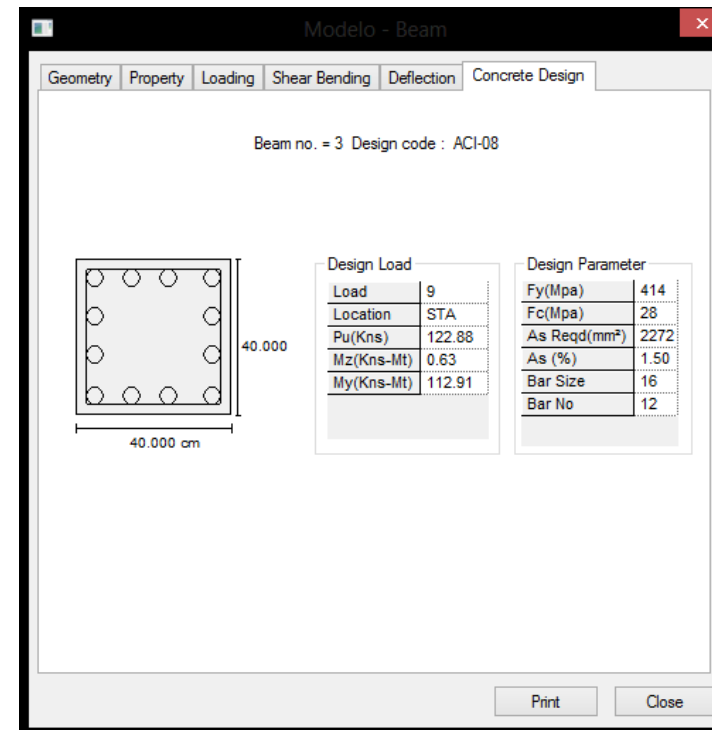 Modelo - Beam
Geometry Property Loading Shear Bending Deflection Concrete Design
Beam no. = 3 Design code : ACI-08
40.000
40.000 cm
Design Load
Load 9
Location STA
Pu(Kns) 122.88
Mz(Kns-Mt) 0.63
My(Kns-Mt) 112.91
Design Parameter
Fy(Mpa) 414
Fc(Mpa) 28
As Reqd(mm²) 2272
As (%) 1.50
Bar Size 16
Bar No 12
Print Close